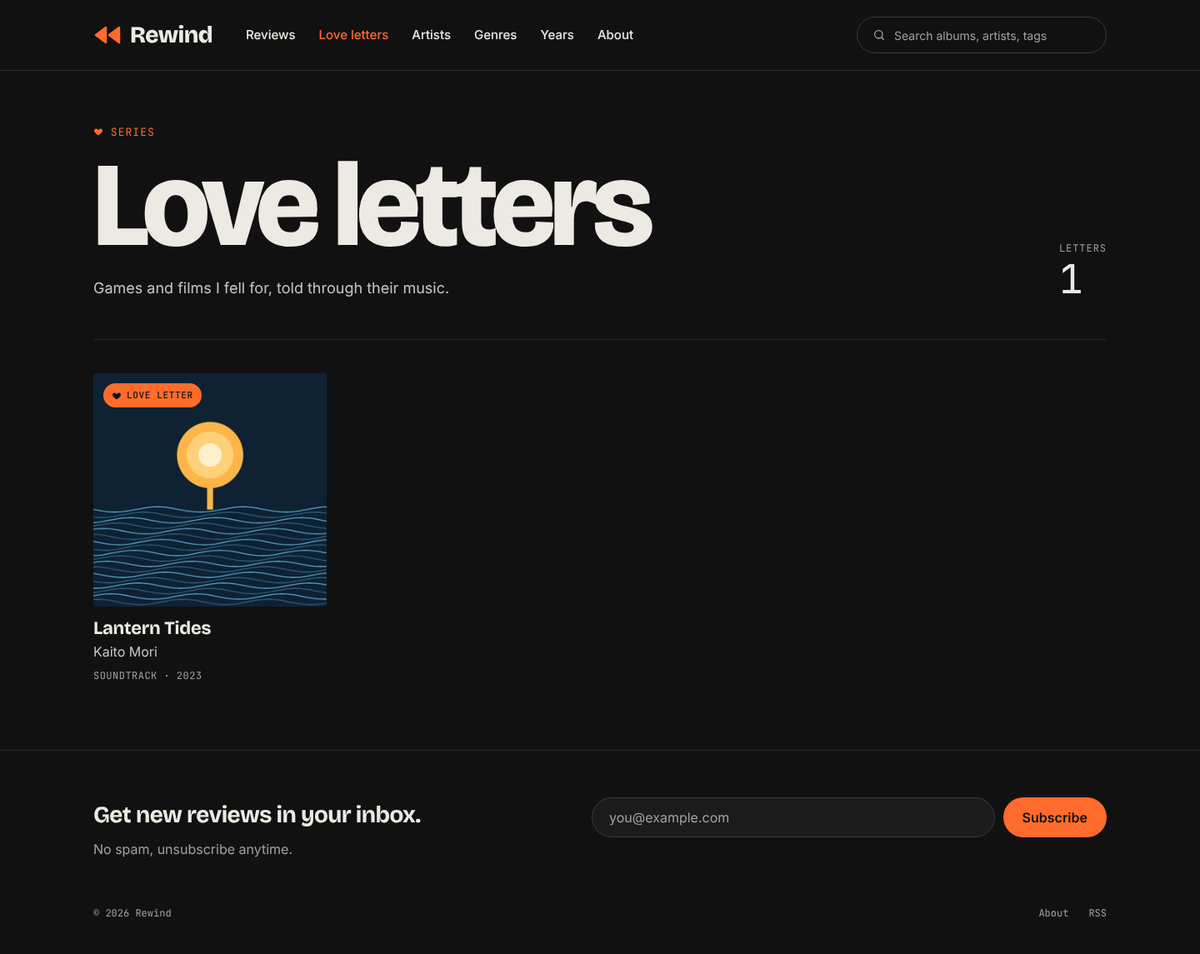 Rewind
Reviews
Love letters
Artists
Genres
Years
About
Search albums, artists, tags
SERIES
Love letters
Games and films I fell for, told through their music.
LETTERS
1
LOVE LETTER
Lantern Tides
Kaito Mori
SOUNDTRACK · 2023
Get new reviews in your inbox.
No spam, unsubscribe anytime.
you@example.com
Subscribe
© 2026 Rewind
About
RSS